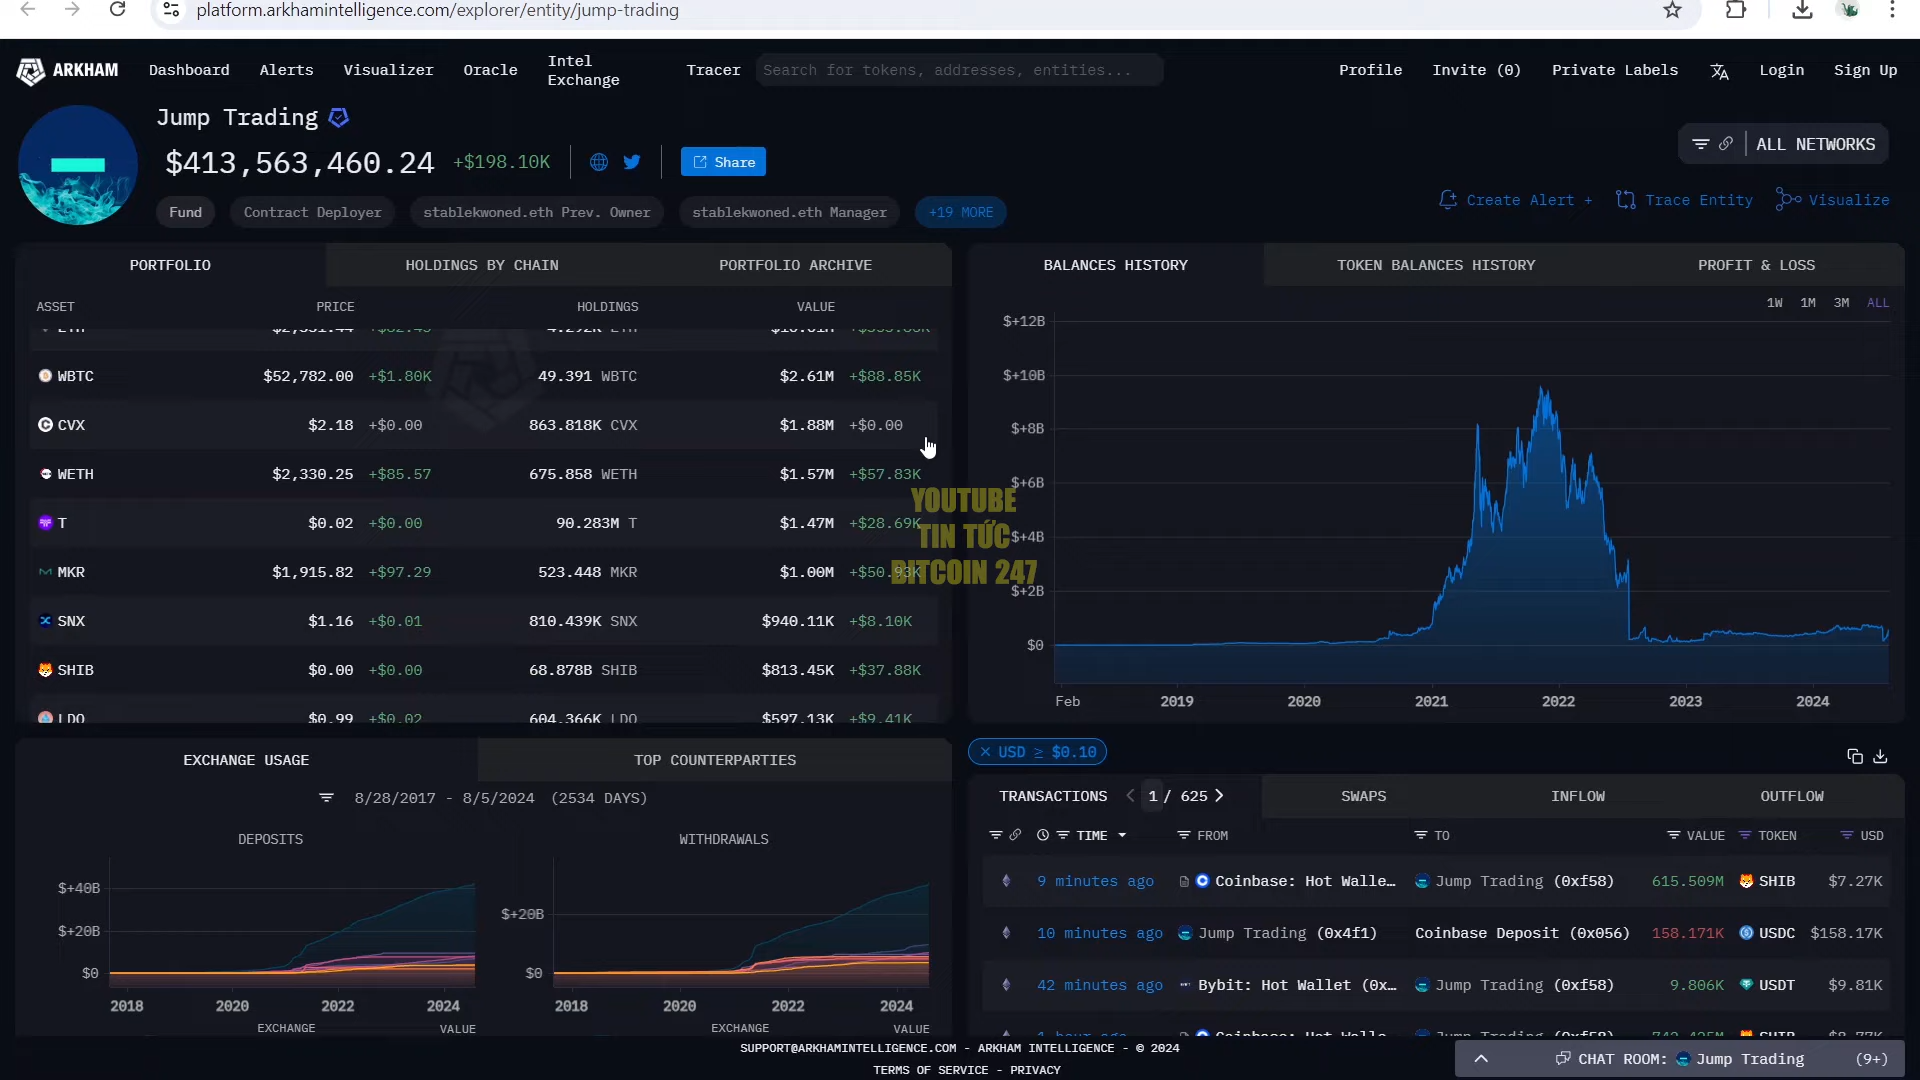 platform.arkhamintelligence.com/explorer/entity/jump-trading
ARKHAM Dashboard Alerts Visualizer Oracle Intel Exchange Tracer Search for tokens, addresses, entities... Profile Invite (0) Private Labels Login Sign Up
Jump Trading
$413,563,460.24 +$198.10K Share
ALL NETWORKS
Fund Contract Deployer stablekwoned.eth Prev. Owner stablekwoned.eth Manager +19 MORE
Create Alert + Trace Entity Visualize
PORTFOLIO HOLDINGS BY CHAIN PORTFOLIO ARCHIVE
ASSET PRICE HOLDINGS VALUE
WBTC $52,782.00 +$1.80K 49.391 WBTC $2.61M +$88.85K
CVX $2.18 +$0.00 863.818K CVX $1.88M +$0.00
WETH $2,330.25 +$85.57 675.858 WETH $1.57M +$57.83K
T $0.02 +$0.00 90.283M T $1.47M +$28.69K
MKR $1,915.82 +$97.29 523.448 MKR $1.00M +$50.93K
SNX $1.16 +$0.01 810.439K SNX $940.11K +$8.10K
SHIB $0.00 +$0.00 68.878B SHIB $813.45K +$37.88K
LDO $0.99 +$0.02 604.366K LDO $597.13K +$9.41K
YOUTUBE
TIN TỨC
BITCOIN 247
BALANCES HISTORY TOKEN BALANCES HISTORY PROFIT & LOSS
1W 1M 3M ALL
$+12B
$+10B
$+8B
$+6B
$+4B
$+2B
$0
Feb 2019 2020 2021 2022 2023 2024
EXCHANGE USAGE TOP COUNTERPARTIES
8/28/2017 - 8/5/2024 (2534 DAYS)
DEPOSITS WITHDRAWALS
$+40B
$+20B
$0
2018 2020 2022 2024
EXCHANGE VALUE
$+20B
$0
2018 2020 2022 2024
EXCHANGE VALUE
× USD ≥ $0.10
TRANSACTIONS < 1 / 625 > SWAPS INFLOW OUTFLOW
TIME FROM TO VALUE TOKEN USD
9 minutes ago Coinbase: Hot Walle… Jump Trading (0xf58) 615.509M SHIB $7.27K
10 minutes ago Jump Trading (0x4f1) Coinbase Deposit (0x056) 158.171K USDC $158.17K
42 minutes ago Bybit: Hot Wallet (0x… Jump Trading (0xf58) 9.806K USDT $9.81K
SUPPORT@ARKHAMINTELLIGENCE.COM - ARKHAM INTELLIGENCE - © 2024
TERMS OF SERVICE - PRIVACY
CHAT ROOM: Jump Trading (9+)